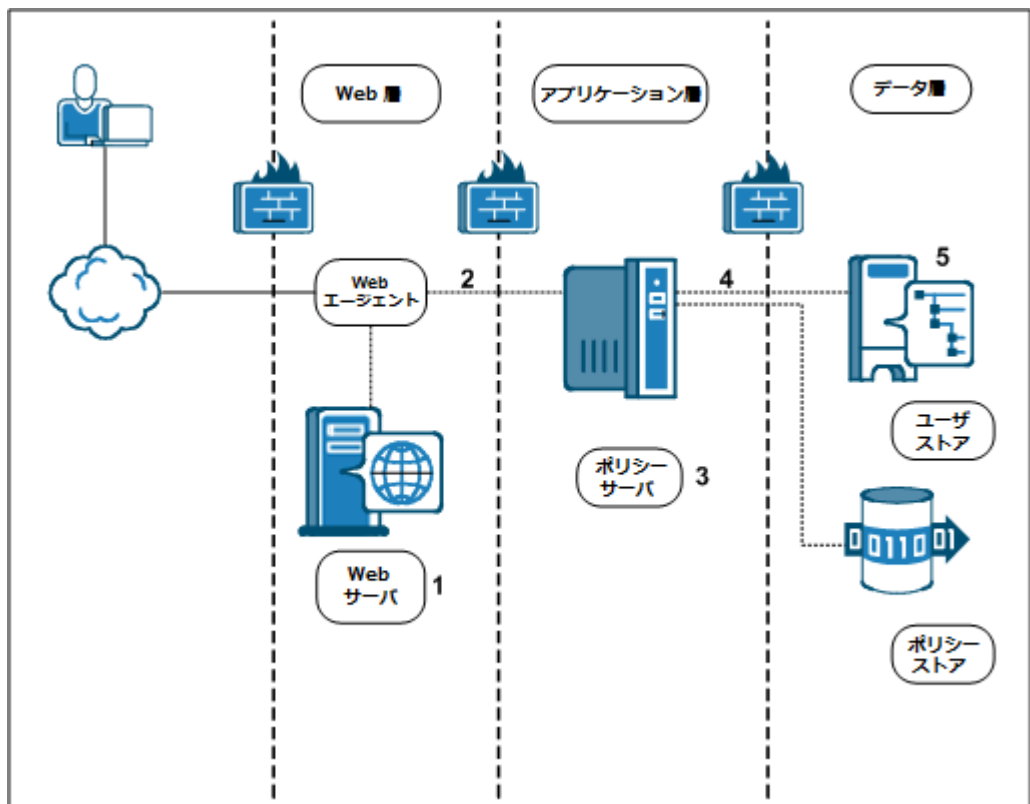 Web 層
アプリケーション層
データ層
Web
エージェント
2
4
5
ユーザ
ストア
ポリシー
サーバ
3
Web
サーバ
1
0 0110 01
ポリシー
ストア